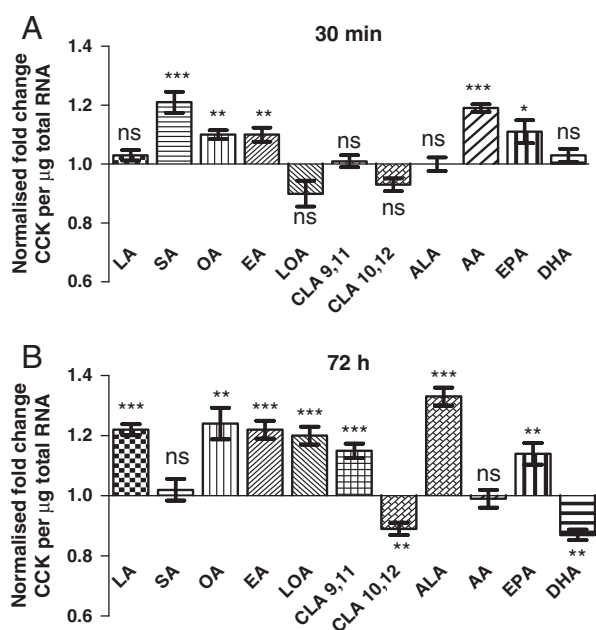 A
30 min
Normalised fold change
CCK per μg total RNA
1.4
1.2
1.0
0.8
0.6
ns
***
**
**
ns
ns
ns
ns
***
*
ns
LA
SA
OA
EA
LOA
CLA 9,11
CLA 10,12
ALA
AA
EPA
DHA
B
72 h
Normalised fold change
CCK per μg total RNA
1.4
1.2
1.0
0.8
0.6
***
ns
**
***
***
***
**
***
ns
**
**
LA
SA
OA
EA
LOA
CLA 9,11
CLA 10,12
ALA
AA
EPA
DHA